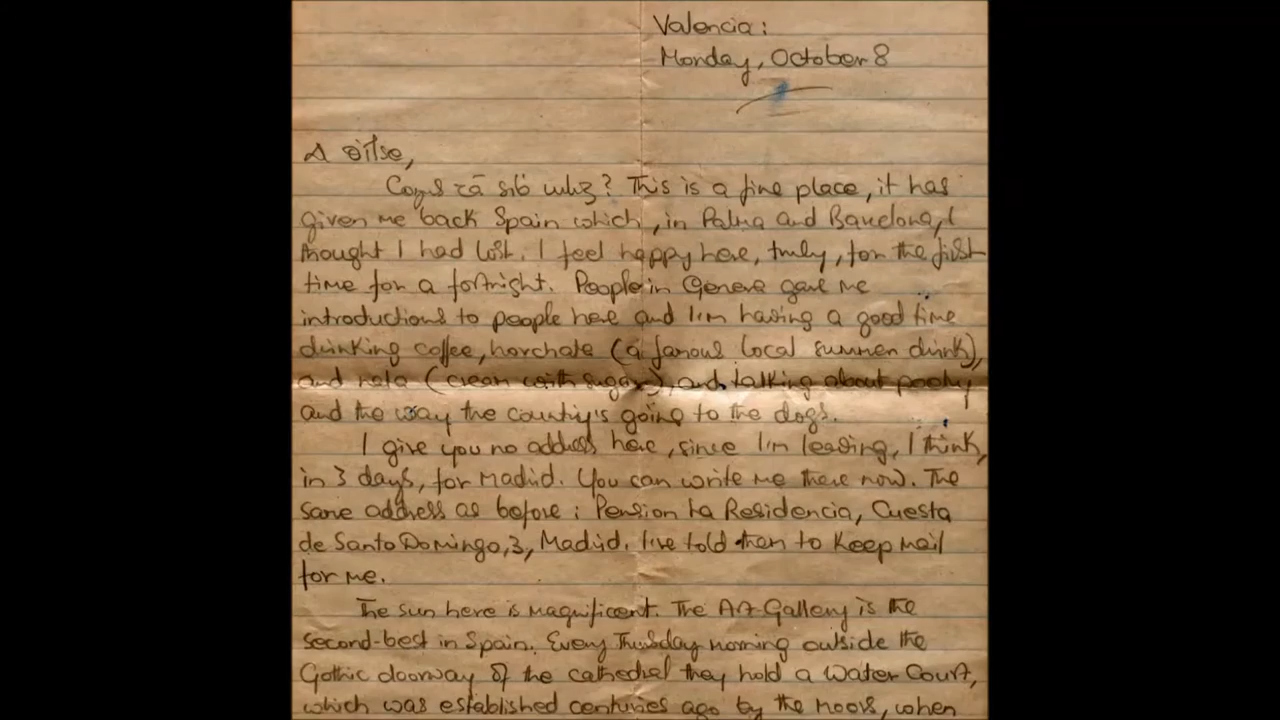 Valencia:
Monday, October 8
A
Conus tá sib ? This is a fine place, it has
given me back Spain which, in Palma and Barcelona, I
thought I had lost. I feel happy here, truly, for the first
time for a fortnight. People in Geneva gave me
introductions to people here and I'm having a good time
drinking coffee, horchata (a famous local summer drink),
and nata (cream with sugar), and talking about poetry
and the way the country's going to the dogs.
I give you no address here, since I'm leaving, I think,
in 3 days, for Madrid. You can write me there now. The
same address as before: Pension La Residencia, Cuesta
de Santo Domingo, 3, Madrid. I've told them to keep mail
for me.
The sun here is magnificent. The Art Gallery is the
second-best in Spain. Every Thursday morning outside the
Gothic doorway of the cathedral they hold a Water Court,
which was established centuries ago by the Moors, when